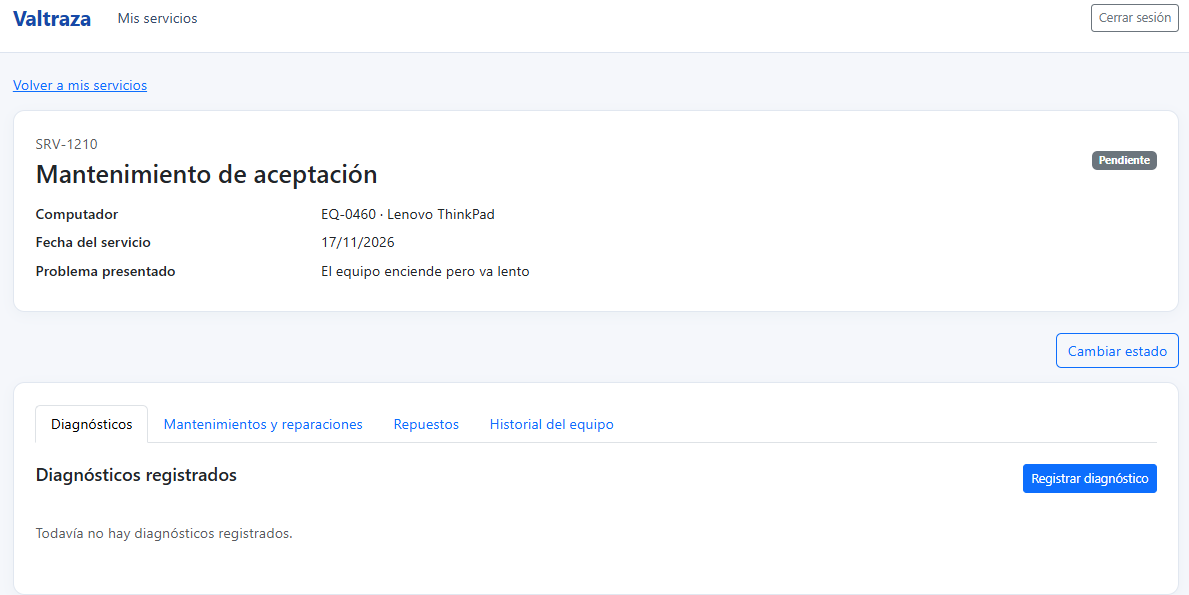 Valtraza Mis servicios Cerrar sesión
Volver a mis servicios
SRV-1210
Mantenimiento de aceptación
Pendiente
Computador EQ-0460 · Lenovo ThinkPad
Fecha del servicio 17/11/2026
Problema presentado El equipo enciende pero va lento
Cambiar estado
Diagnósticos Mantenimientos y reparaciones Repuestos Historial del equipo
Diagnósticos registrados Registrar diagnóstico
Todavía no hay diagnósticos registrados.